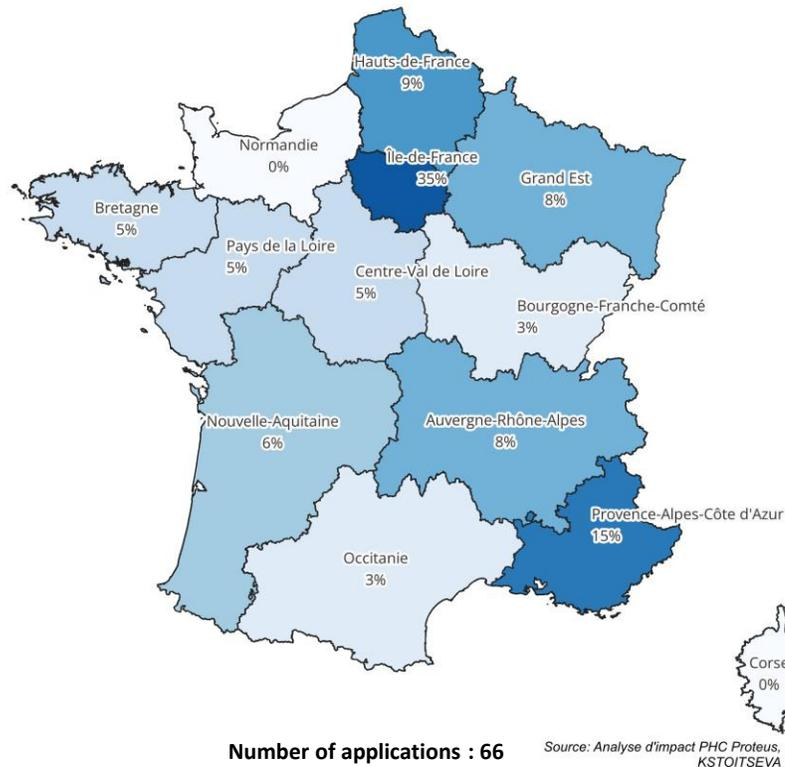 Hauts-de-France
9%
Normandie
0%
Île-de-France
35%
Grand Est
8%
Bretagne
5%
Pays de la Loire
5%
Centre-Val de Loire
5%
Bourgogne-Franche-Comté
3%
Nouvelle-Aquitaine
6%
Auvergne-Rhône-Alpes
8%
Provence-Alpes-Côte d'Azur
15%
Occitanie
3%
Corse
0%
Number of applications : 66
Source: Analyse d'impact PHC Proteus,
KSTOITSEVA